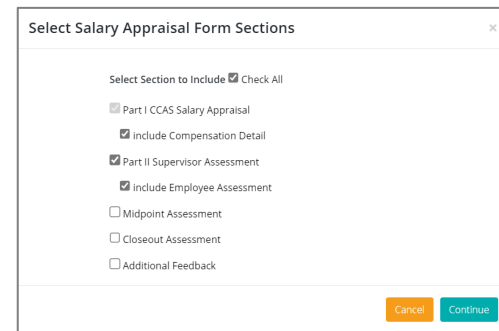 Select Salary Appraisal Form Sections ×
Select Section to Include Check All
Part I CCAS Salary Appraisal
include Compensation Detail
Part II Supervisor Assessment
include Employee Assessment
Midpoint Assessment
Closeout Assessment
Additional Feedback
Cancel Continue